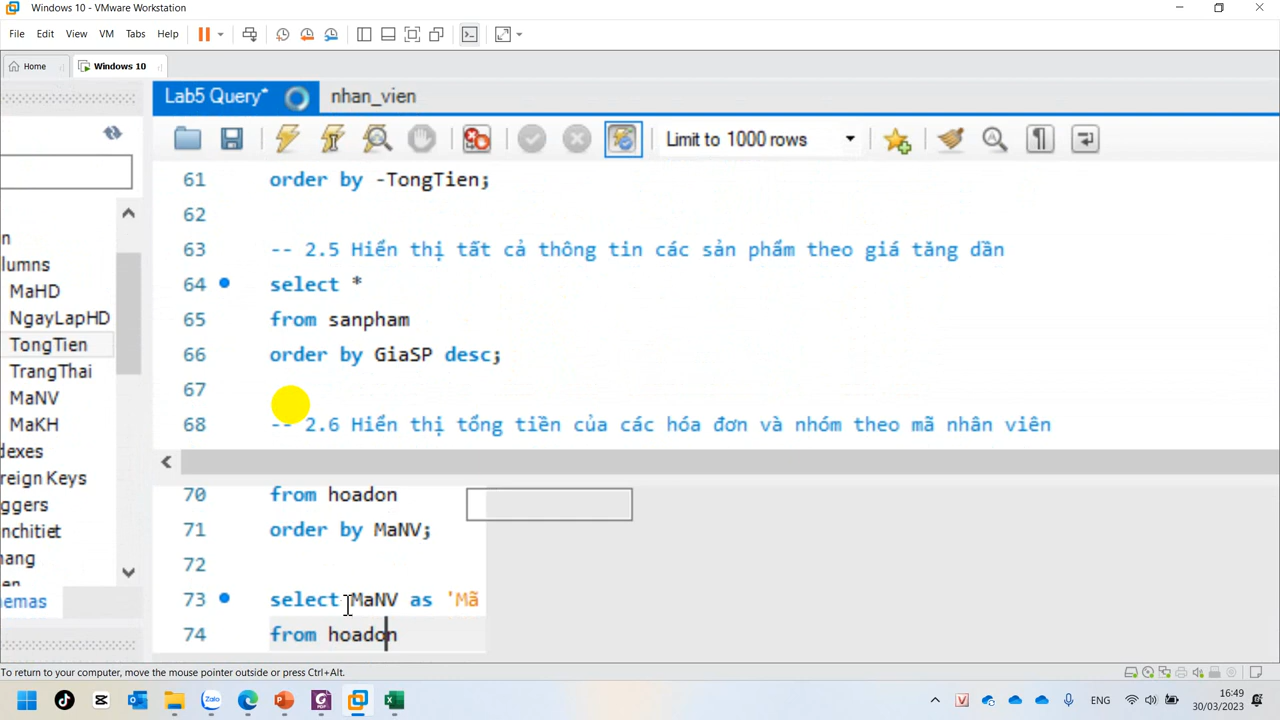 Windows 10 - VMware Workstation
File Edit View VM Tabs Help
Home Windows 10
Lab5 Query* nhan_vien
Limit to 1000 rows
61 order by -TongTien;
62
63 -- 2.5 Hiển thị tất cả thông tin các sản phẩm theo giá tăng dần
64 select *
65 from sanpham
66 order by GiaSP desc;
67
68 -- 2.6 Hiển thị tổng tiền của các hóa đơn và nhóm theo mã nhân viên
70 from hoadon
71 order by MaNV;
72
73 select MaNV as 'Mã
74 from hoadon
n
lumns
MaHD
NgayLapHD
TongTien
TrangThai
MaNV
MaKH
dexes
reign Keys
ggers
nchitiet
hang
emas
To return to your computer, move the mouse pointer outside or press Ctrl+Alt.
ENG
16:49
30/03/2023